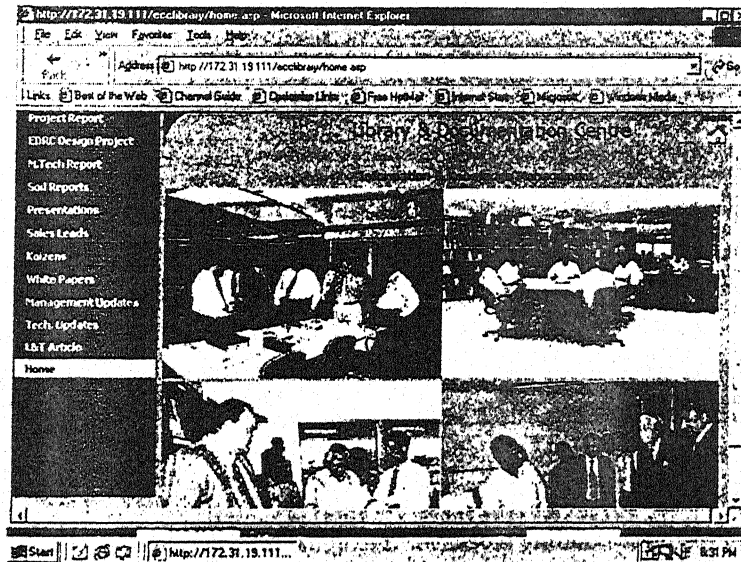 http://172.31.19.111/ecclibrary/home.asp - Microsoft Internet Explorer
File Edit View Favorites Tools Help
Back
Address http://172.31.19.111/ecclibrary/home.asp
Go
Links Best of the Web Channel Guide Customize Links Free HotMail Internet Start Microsoft Windows Media
Project Report
EDRC Design Project
M.Tech Report
Soil Reports
Presentations
Sales Leads
Kaizens
White Papers
Management Updates
Tech. Updates
L&T Article
Home
Library & Documentation Centre
Start
http://172.31.19.111...
8:31 PM